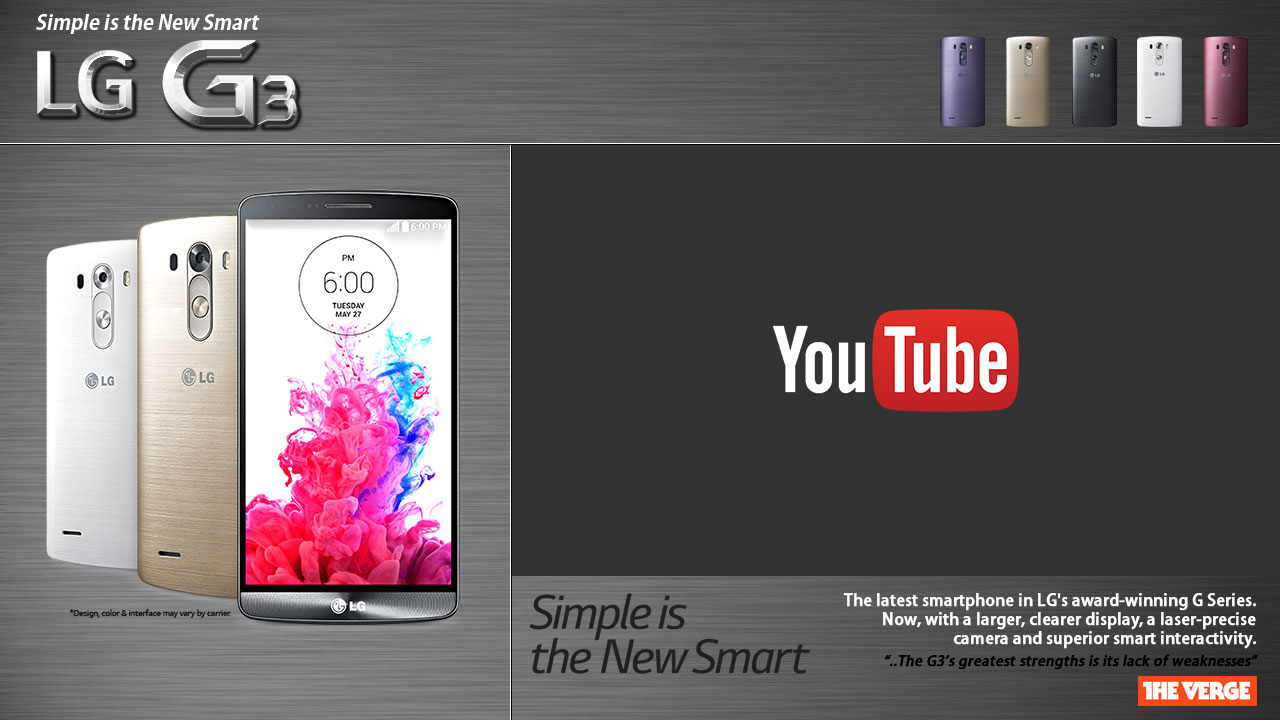 Simple is the New Smart
LG G3
LG
LG
6:00 PM
PM
6:00
TUESDAY
MAY 27
LG
*Design, color & interface may vary by carrier.
YouTube
Simple is
the New Smart
The latest smartphone in LG's award-winning G Series.
Now, with a larger, clearer display, a laser-precise
camera and superior smart interactivity.
“..The G3’s greatest strengths is its lack of weaknesses”
THE VERGE